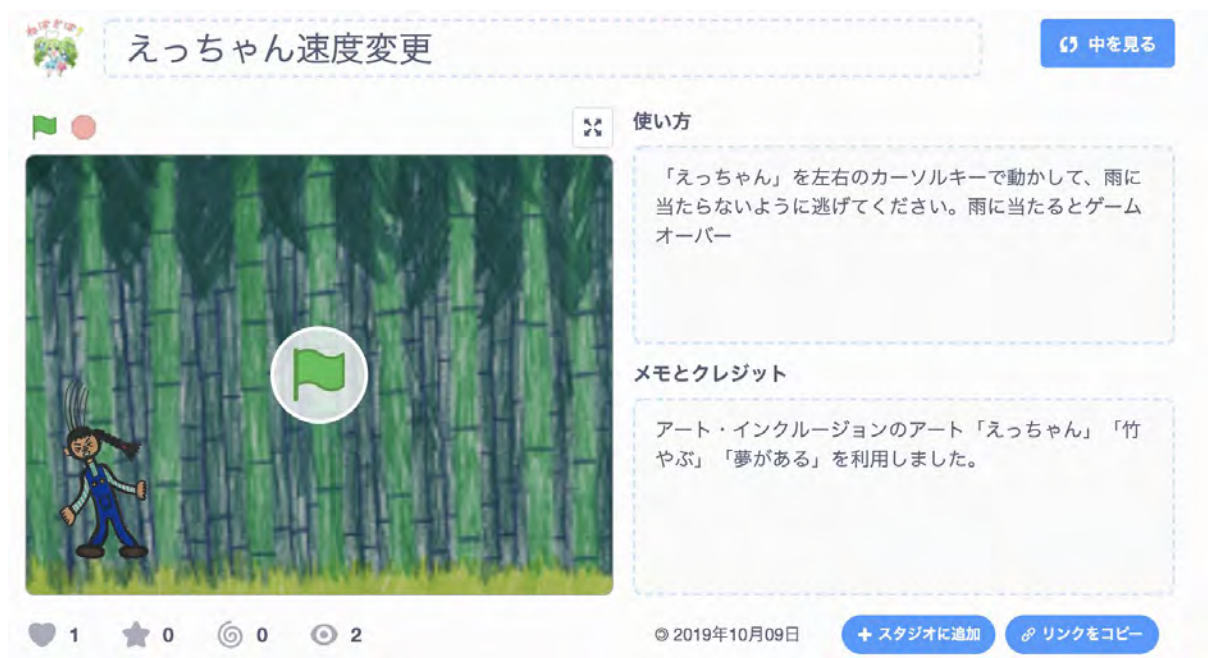 ねぎぞぼ!
えっちゃん速度変更
中を見る
使い方
「えっちゃん」を左右のカーソルキーで動かして、雨に
当たらないように逃げてください。雨に当たるとゲーム
オーバー
メモとクレジット
アート・インクルージョンのアート「えっちゃん」「竹
やぶ」「夢がある」を利用しました。
1
0
0
2
© 2019年10月09日
+ スタジオに追加
リンクをコピー